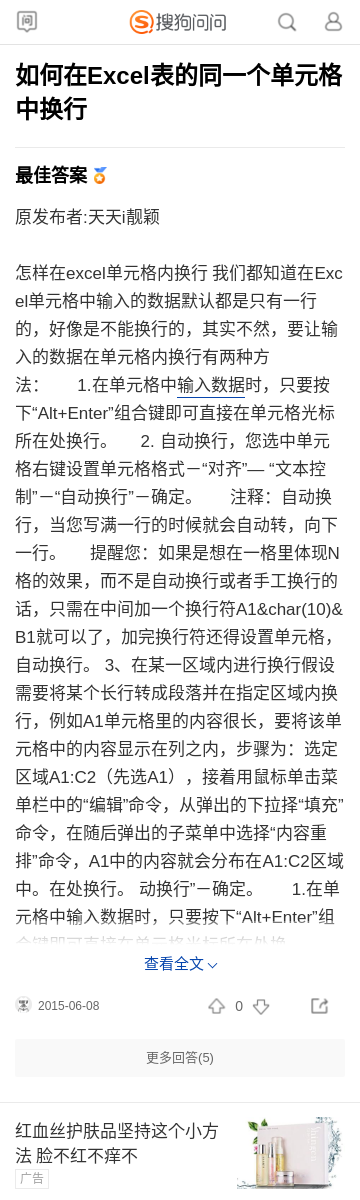 问 搜狗问问
如何在Excel表的同一个单元格
中换行
最佳答案
原发布者:天天i靓颖
怎样在excel单元格内换行 我们都知道在Exc
el单元格中输入的数据默认都是只有一行
的，好像是不能换行的，其实不然，要让输
入的数据在单元格内换行有两种方
法： 1.在单元格中输入数据时，只要按
下“Alt+Enter”组合键即可直接在单元格光标
所在处换行。 2. 自动换行，您选中单元
格右键设置单元格格式－“对齐”— “文本控
制”－“自动换行”－确定。 注释：自动换
行，当您写满一行的时候就会自动转，向下
一行。 提醒您：如果是想在一格里体现N
格的效果，而不是自动换行或者手工换行的
话，只需在中间加一个换行符A1&char(10)&
B1就可以了，加完换行符还得设置单元格，
自动换行。 3、在某一区域内进行换行假设
需要将某个长行转成段落并在指定区域内换
行，例如A1单元格里的内容很长，要将该单
元格中的内容显示在列之内，步骤为：选定
区域A1:C2（先选A1），接着用鼠标单击菜
单栏中的“编辑”命令，从弹出的下拉择“填充”
命令，在随后弹出的子菜单中选择“内容重
排”命令，A1中的内容就会分布在A1:C2区域
中。在处换行。 动换行”－确定。 1.在单
元格中输入数据时，只要按下“Alt+Enter”组
合键即可直接在单元格光标所在处换
查看全文
2015-06-08 0
更多回答(5)
红血丝护肤品坚持这个小方
法 脸不红不痒不
广告